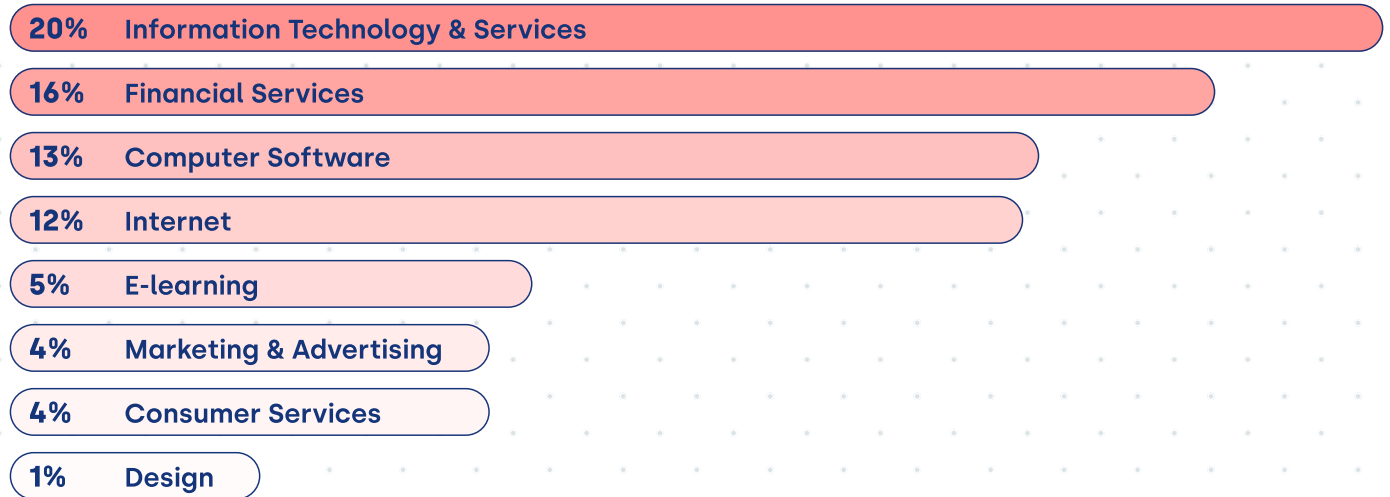 20% Information Technology & Services
16% Financial Services
13% Computer Software
12% Internet
5% E-learning
4% Marketing & Advertising
4% Consumer Services
1% Design